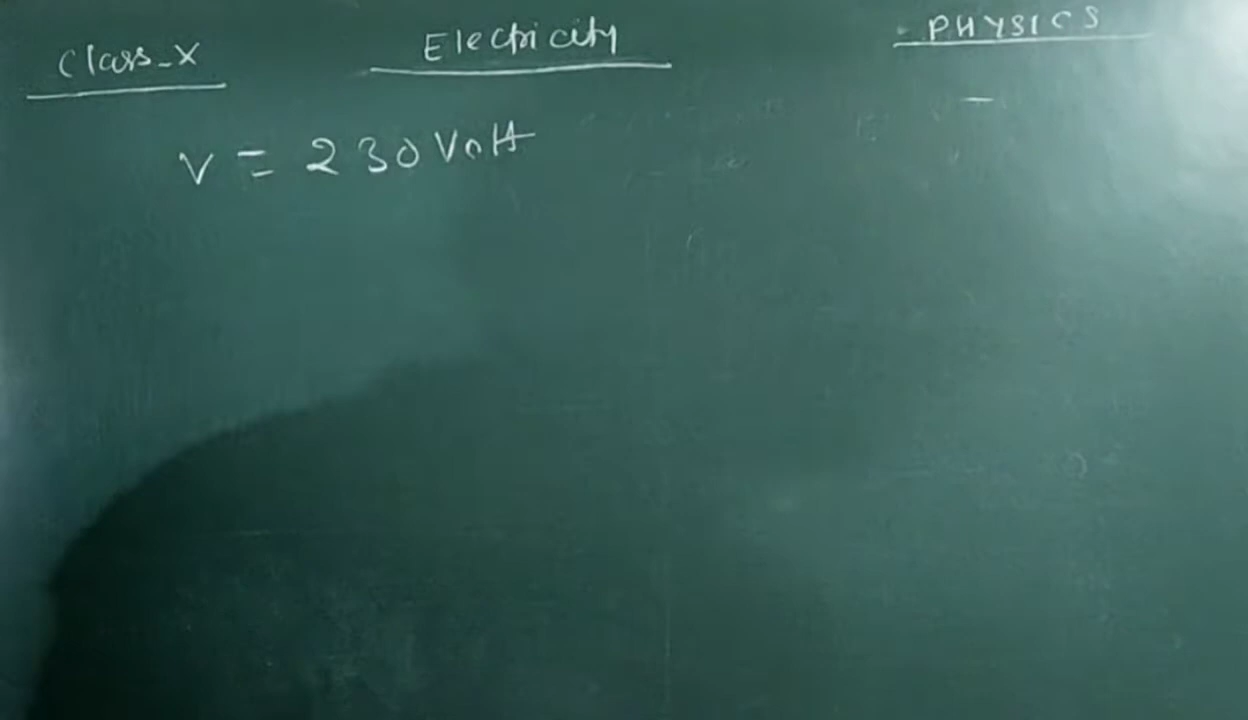 Class-X Electricity PHYSICS
V = 230 Volt